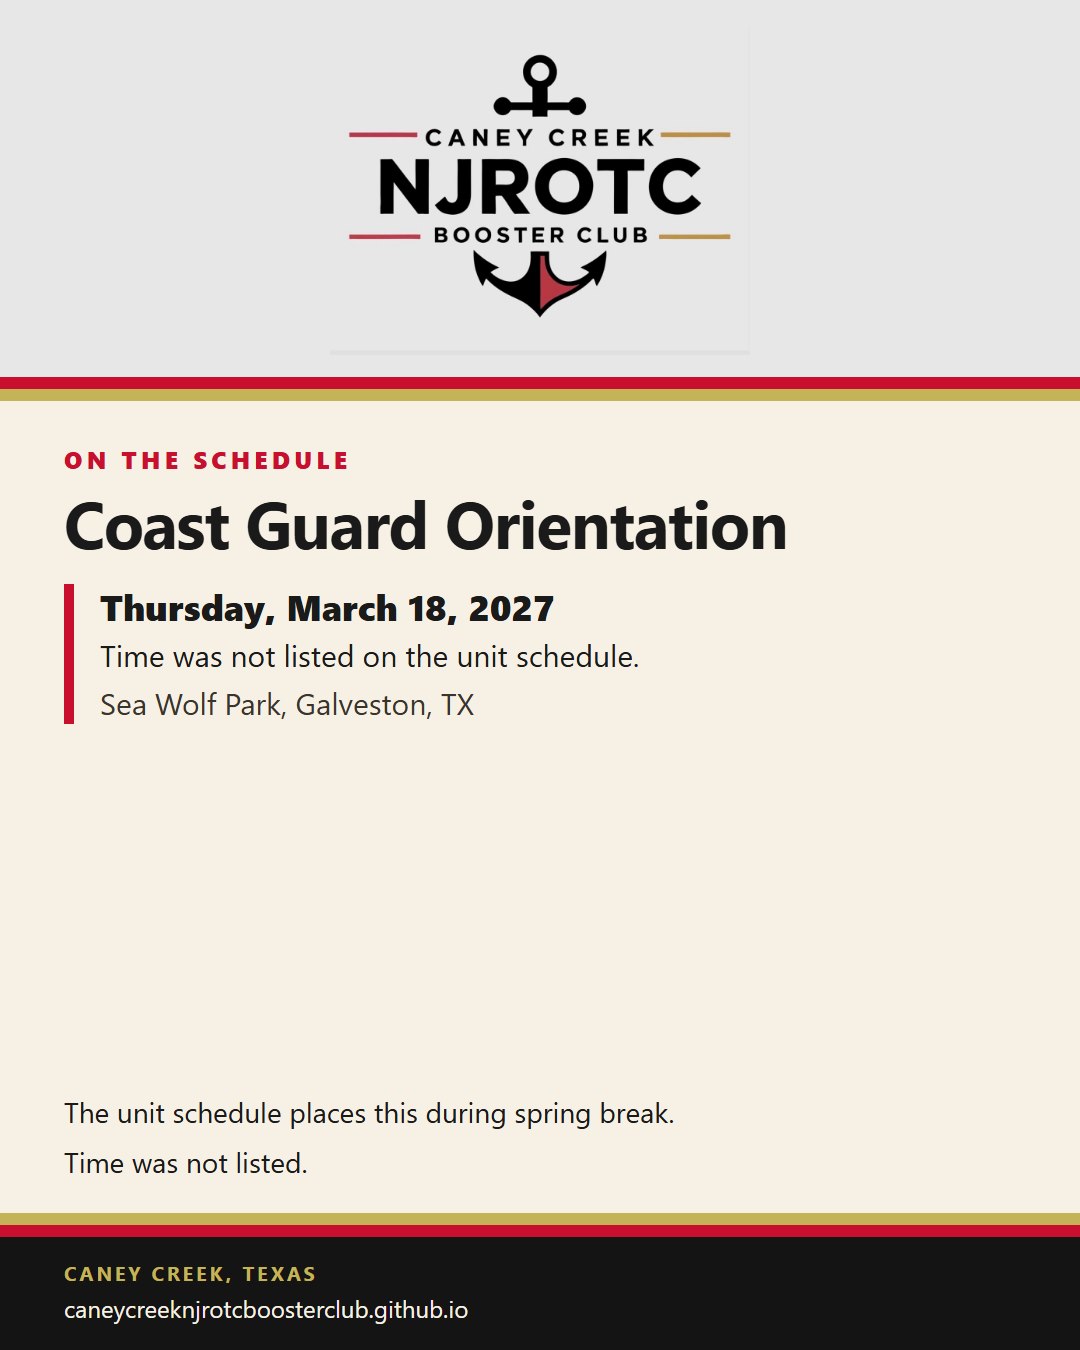 CANEY CREEK
NJROTC
BOOSTER CLUB
ON THE SCHEDULE
Coast Guard Orientation
Thursday, March 18, 2027
Time was not listed on the unit schedule.
Sea Wolf Park, Galveston, TX
The unit schedule places this during spring break.
Time was not listed.
CANEY CREEK, TEXAS
caneycreeknjrotcboosterclub.github.io